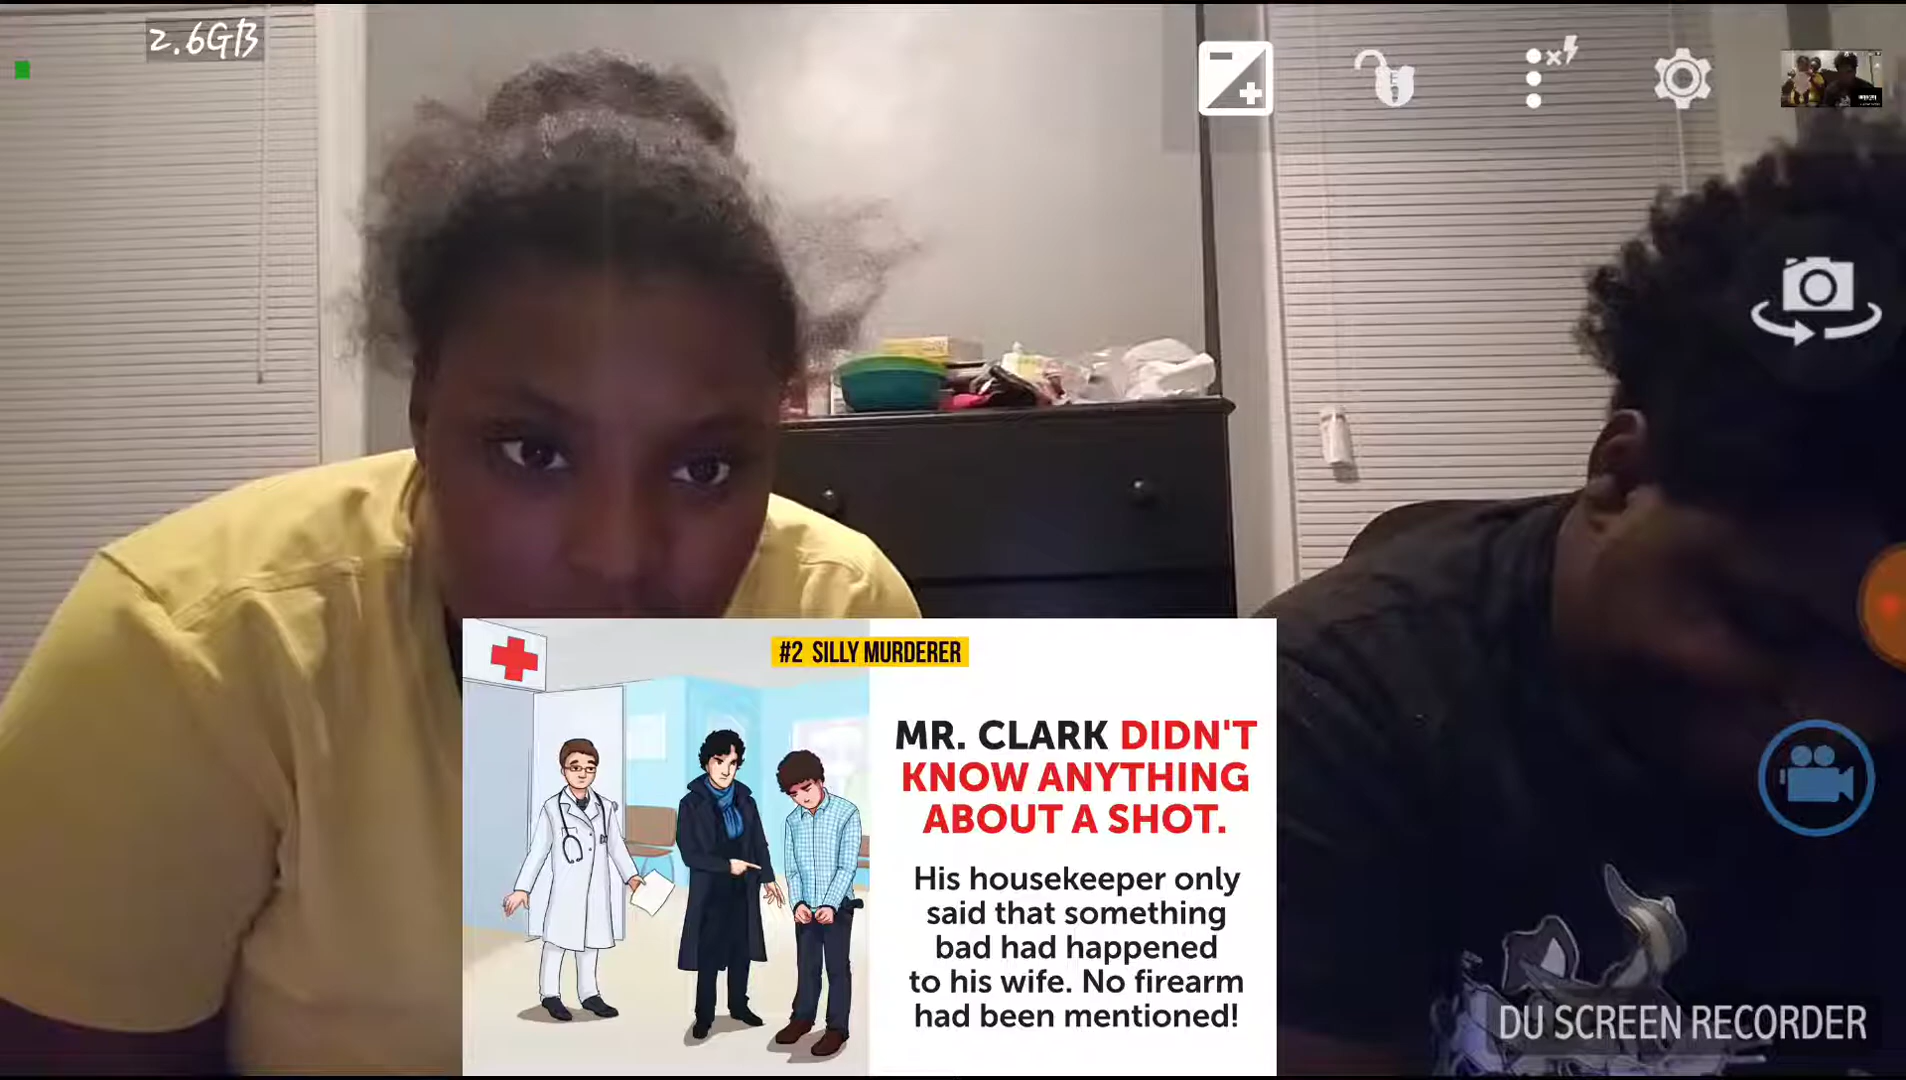 2.6GB
#2 SILLY MURDERER
MR. CLARK DIDN'T
KNOW ANYTHING
ABOUT A SHOT.
His housekeeper only
said that something
bad had happened
to his wife. No firearm
had been mentioned!
DU SCREEN RECORDER